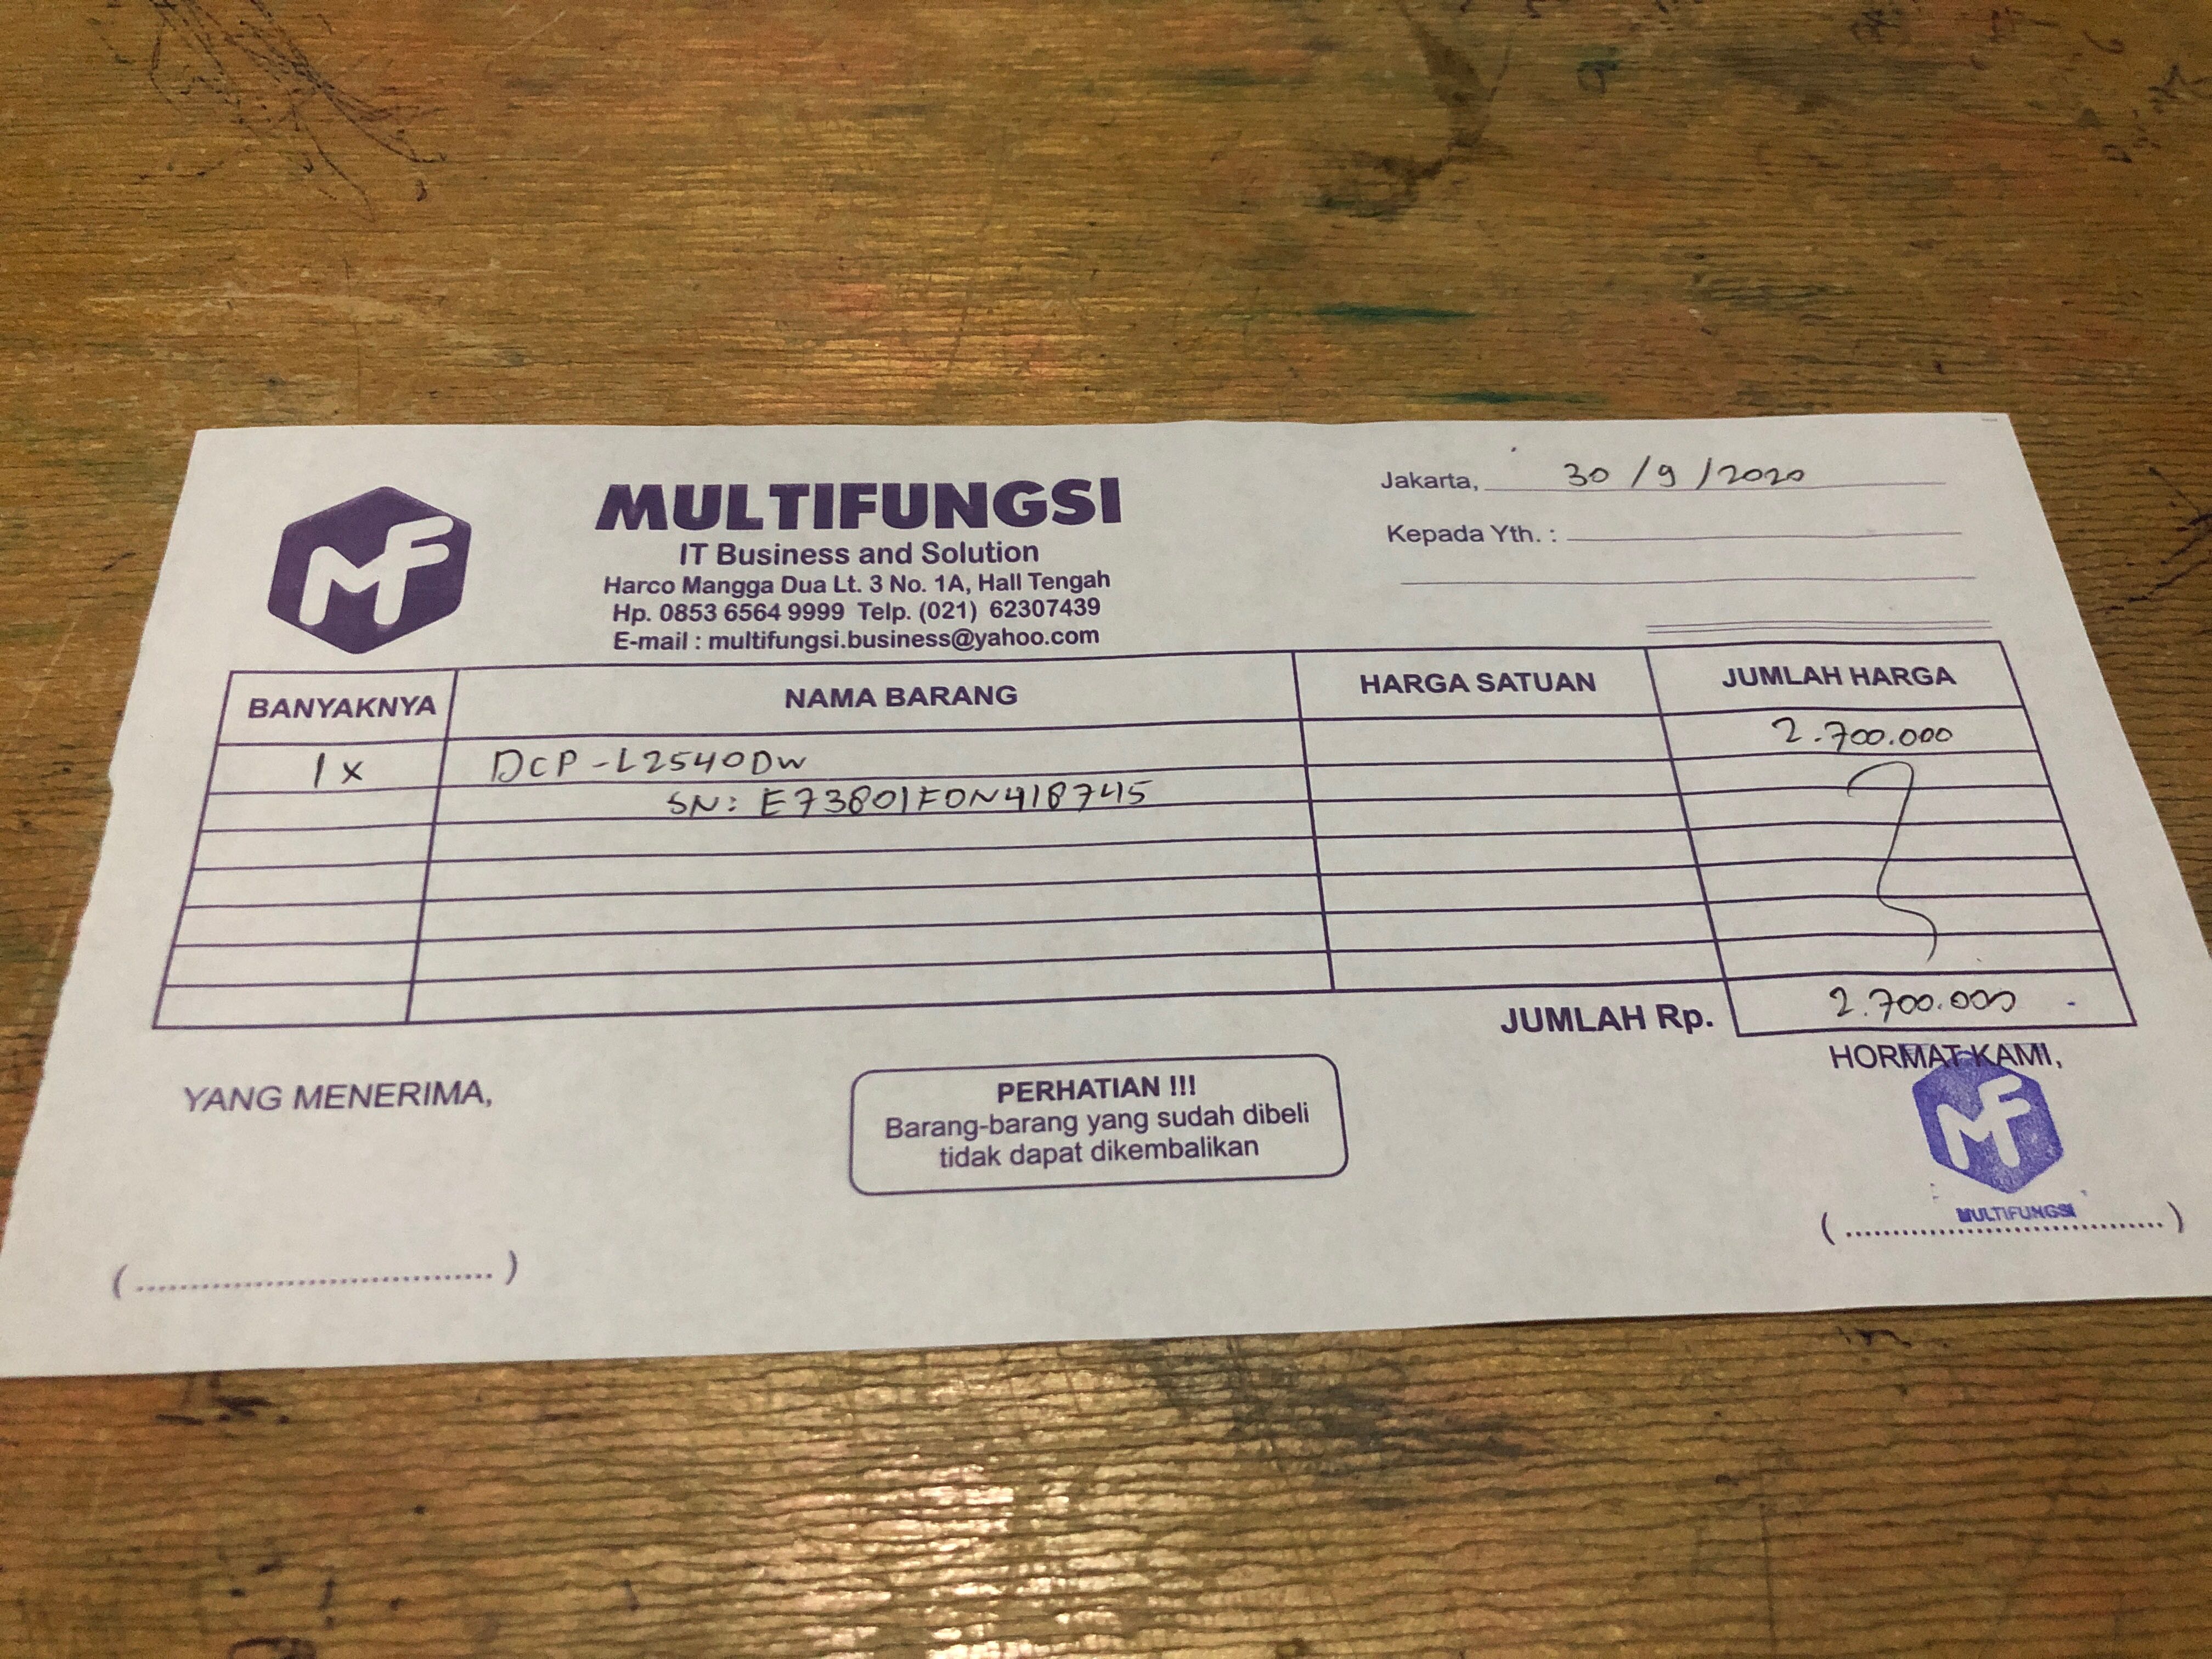 MF
MULTIFUNGSI
IT Business and Solution
Harco Mangga Dua Lt. 3 No. 1A, Hall Tengah
Hp. 0853 6564 9999 Telp. (021) 62307439
E-mail : multifungsi.business@yahoo.com
Jakarta, 30/9/2020
Kepada Yth. :
BANYAKNYA NAMA BARANG HARGA SATUAN JUMLAH HARGA
1x DCP-L2540DW 2.700.000
SN: E73801F0N418745
JUMLAH Rp. 2.700.000
YANG MENERIMA,
PERHATIAN !!!
Barang-barang yang sudah dibeli
tidak dapat dikembalikan
HORMAT KAMI,
MF
MULTIFUNGSI
(....................................)
(....................................)